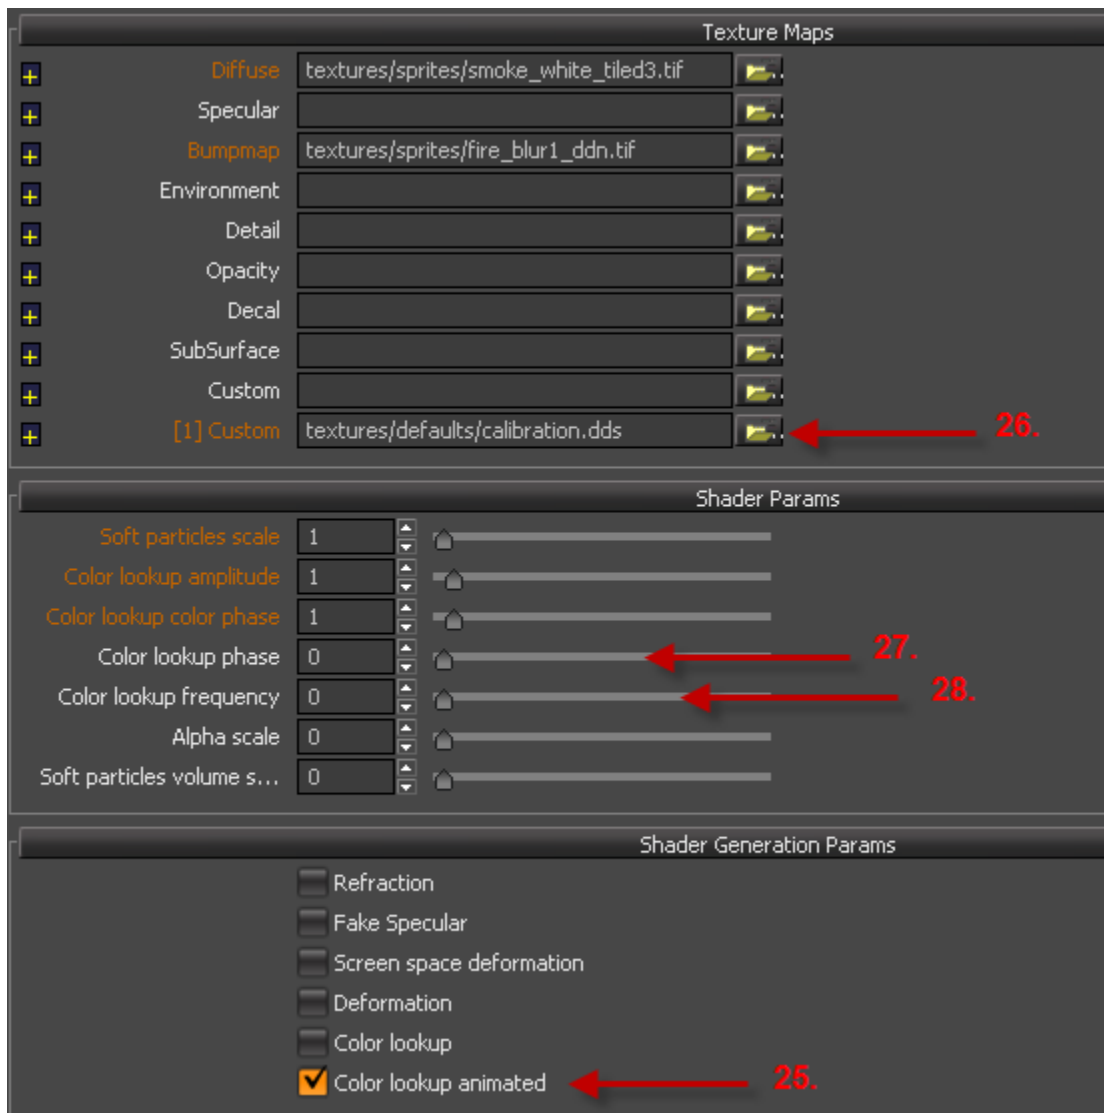 Texture Maps
Diffuse textures/sprites/smoke_white_tiled3.tif
Specular
Bumpmap textures/sprites/fire_blur1_ddn.tif
Environment
Detail
Opacity
Decal
SubSurface
Custom
[1] Custom textures/defaults/calibration.dds 26.
Shader Params
Soft particles scale 1
Color lookup amplitude 1
Color lookup color phase 1
Color lookup phase 0 27.
Color lookup frequency 0 28.
Alpha scale 0
Soft particles volume s... 0
Shader Generation Params
Refraction
Fake Specular
Screen space deformation
Deformation
Color lookup
Color lookup animated 25.